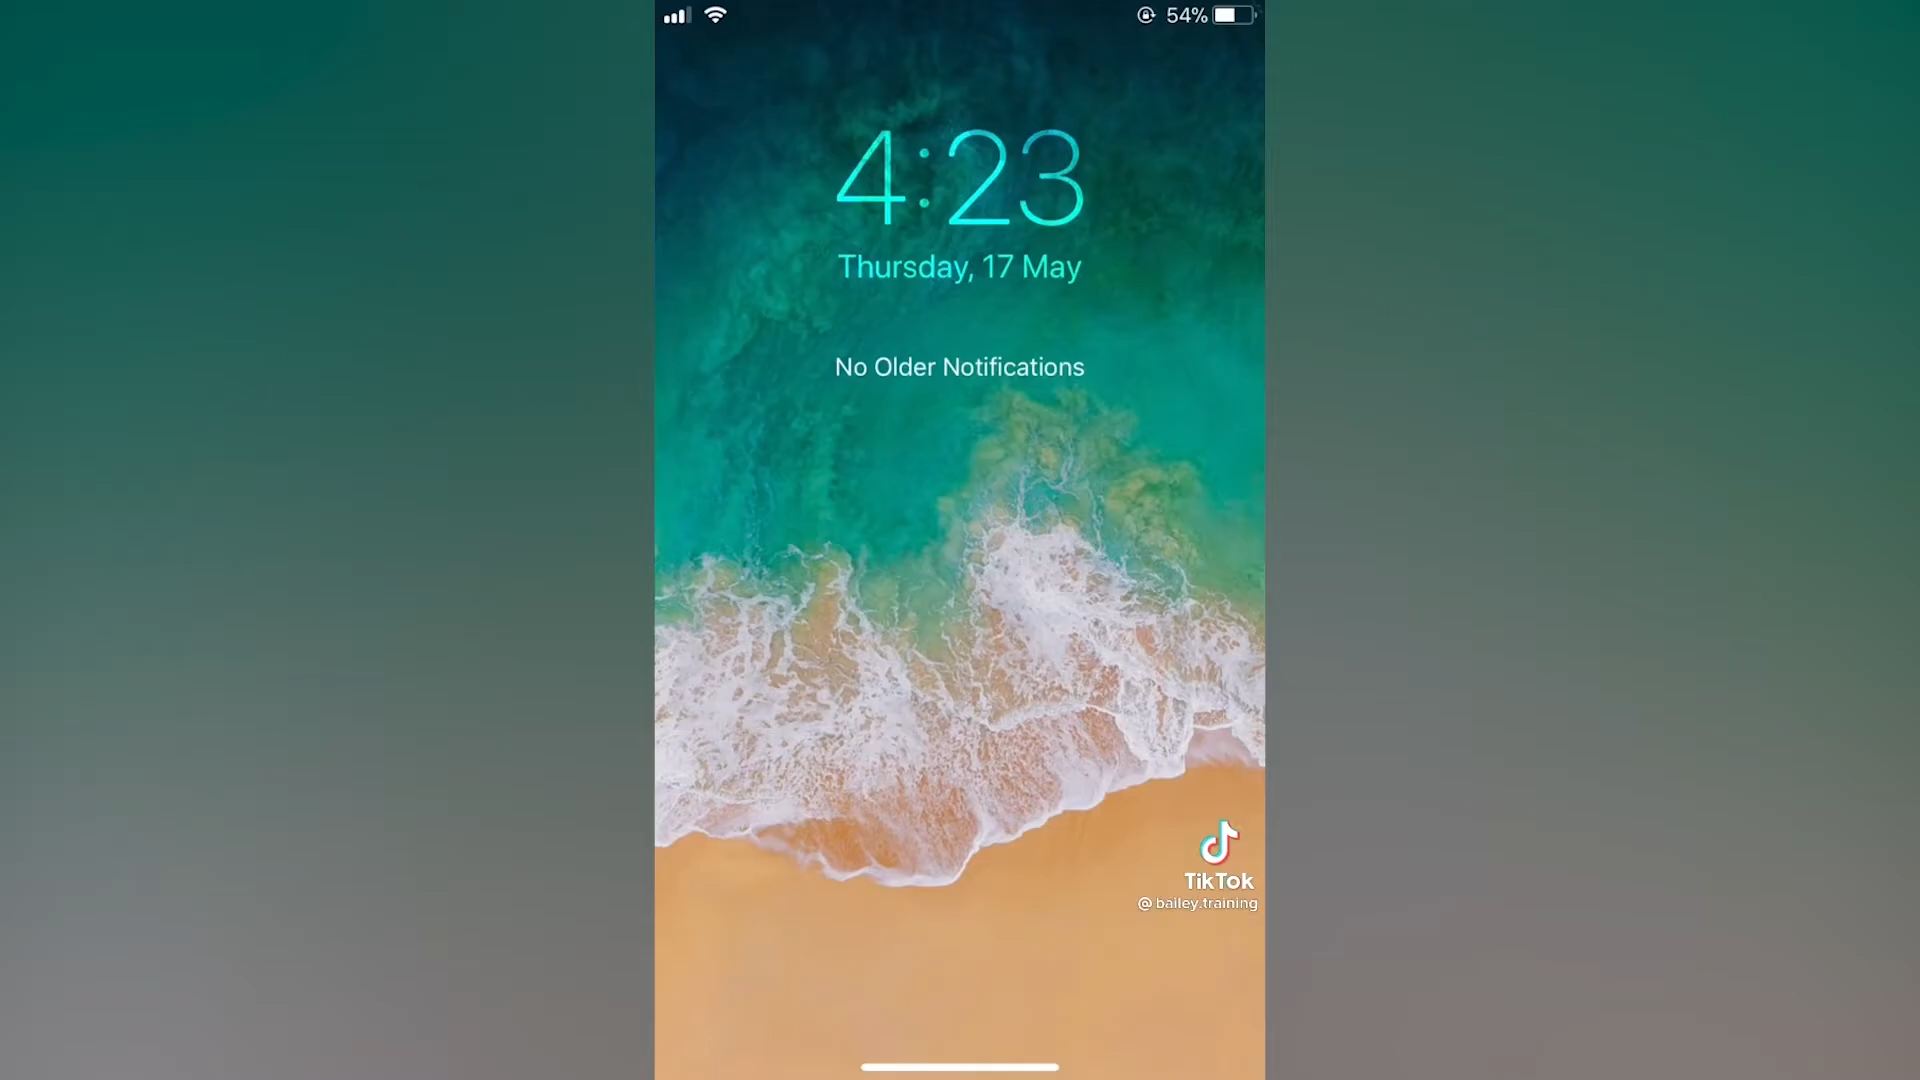 54%
4:23
Thursday, 17 May
No Older Notifications
TikTok
@bailey.training